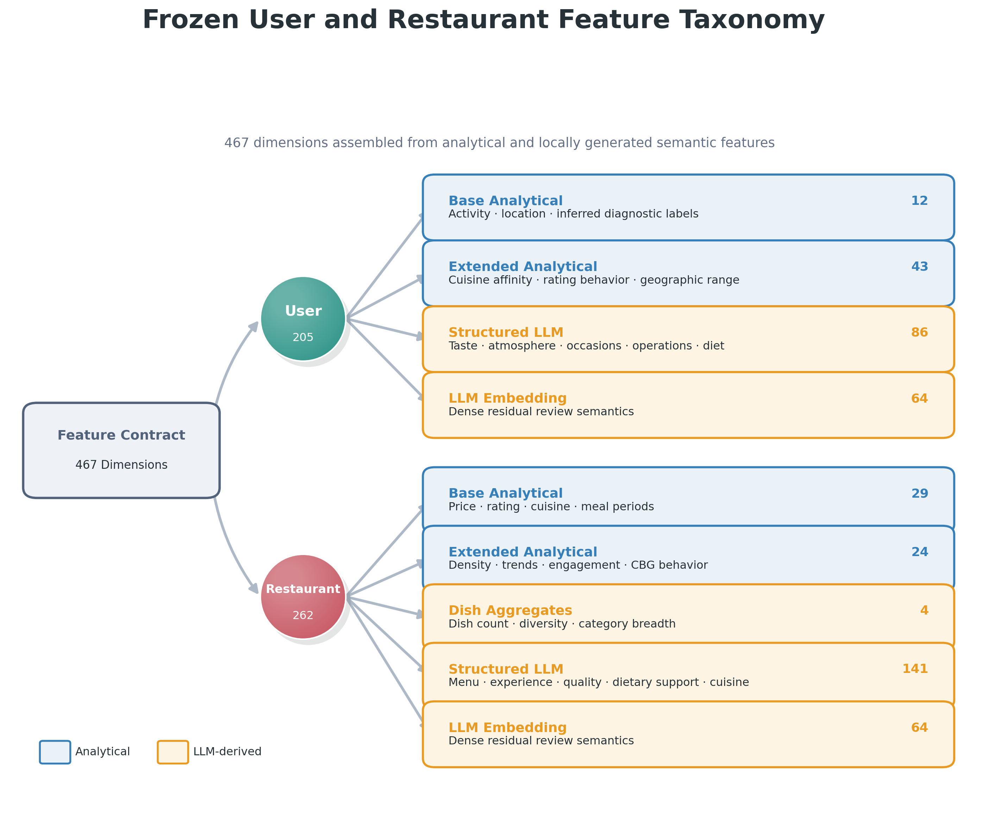 Frozen User and Restaurant Feature Taxonomy
467 dimensions assembled from analytical and locally generated semantic features
Feature Contract
467 Dimensions
User
205
Base Analytical 12
Activity · location · inferred diagnostic labels
Extended Analytical 43
Cuisine affinity · rating behavior · geographic range
Structured LLM 86
Taste · atmosphere · occasions · operations · diet
LLM Embedding 64
Dense residual review semantics
Restaurant
262
Base Analytical 29
Price · rating · cuisine · meal periods
Extended Analytical 24
Density · trends · engagement · CBG behavior
Dish Aggregates 4
Dish count · diversity · category breadth
Structured LLM 141
Menu · experience · quality · dietary support · cuisine
LLM Embedding 64
Dense residual review semantics
Analytical
LLM-derived